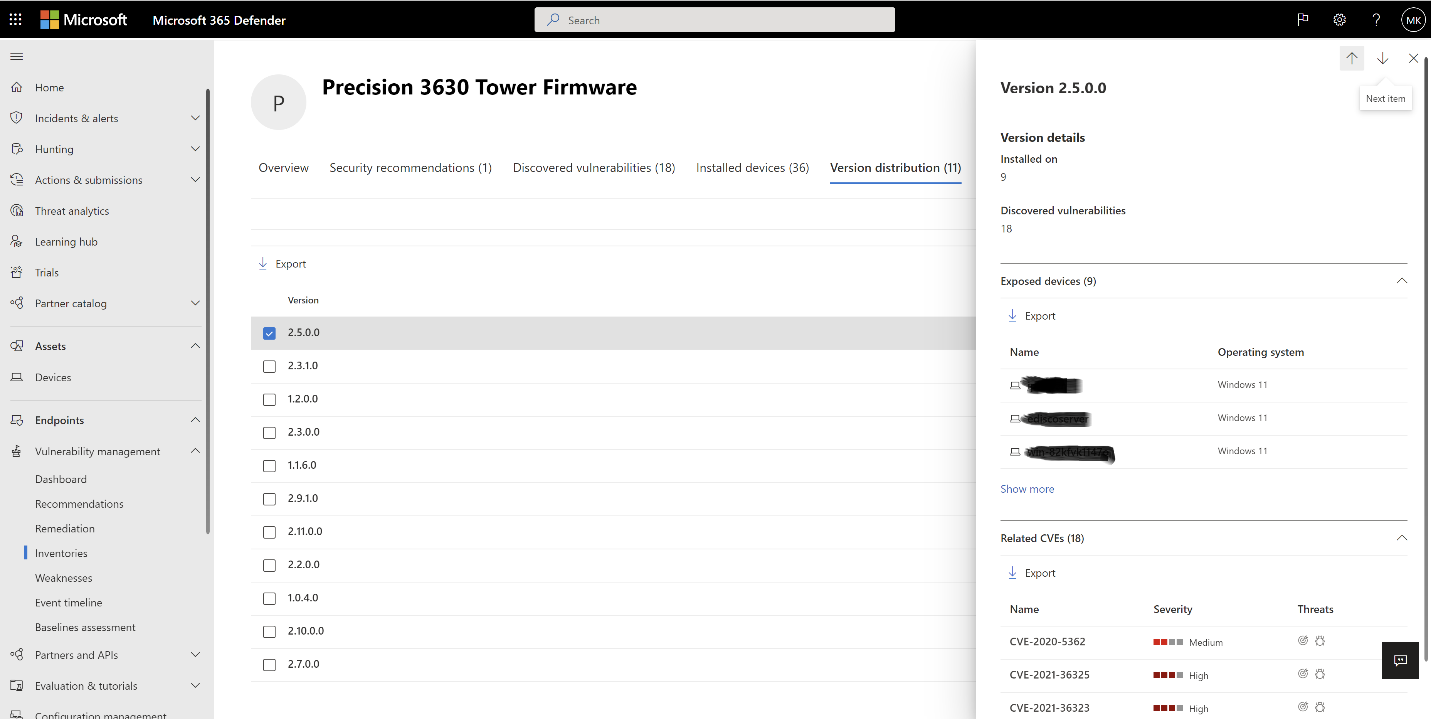 Microsoft Microsoft 365 Defender Search MK
Home
Incidents & alerts
Hunting
Actions & submissions
Threat analytics
Learning hub
Trials
Partner catalog
Assets
Devices
Endpoints
Vulnerability management
Dashboard
Recommendations
Remediation
Inventories
Weaknesses
Event timeline
Baselines assessment
Partners and APIs
Evaluation & tutorials
Configuration management
P
Precision 3630 Tower Firmware
Overview Security recommendations (1) Discovered vulnerabilities (18) Installed devices (36) Version distribution (11)
Export
Version
2.5.0.0
2.3.1.0
1.2.0.0
2.3.0.0
1.1.6.0
2.9.1.0
2.11.0.0
2.2.0.0
1.0.4.0
2.10.0.0
2.7.0.0
Version 2.5.0.0
Next item
Version details
Installed on
9
Discovered vulnerabilities
18
Exposed devices (9)
Export
Name Operating system
Windows 11
Windows 11
Windows 11
Show more
Related CVEs (18)
Export
Name Severity Threats
CVE-2020-5362 Medium
CVE-2021-36325 High
CVE-2021-36323 High